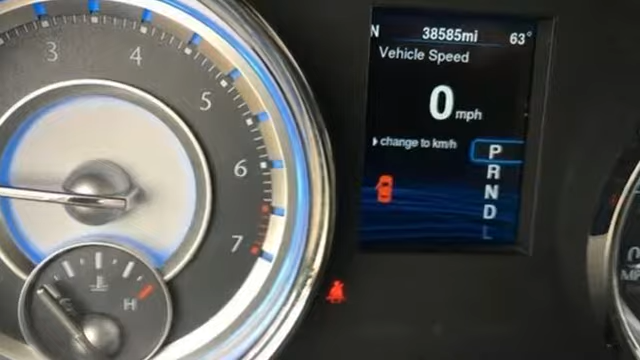 N 38585mi 63°
Vehicle Speed
0 mph
change to km/h
P
R
N
D
L
3
4
5
6
7
H